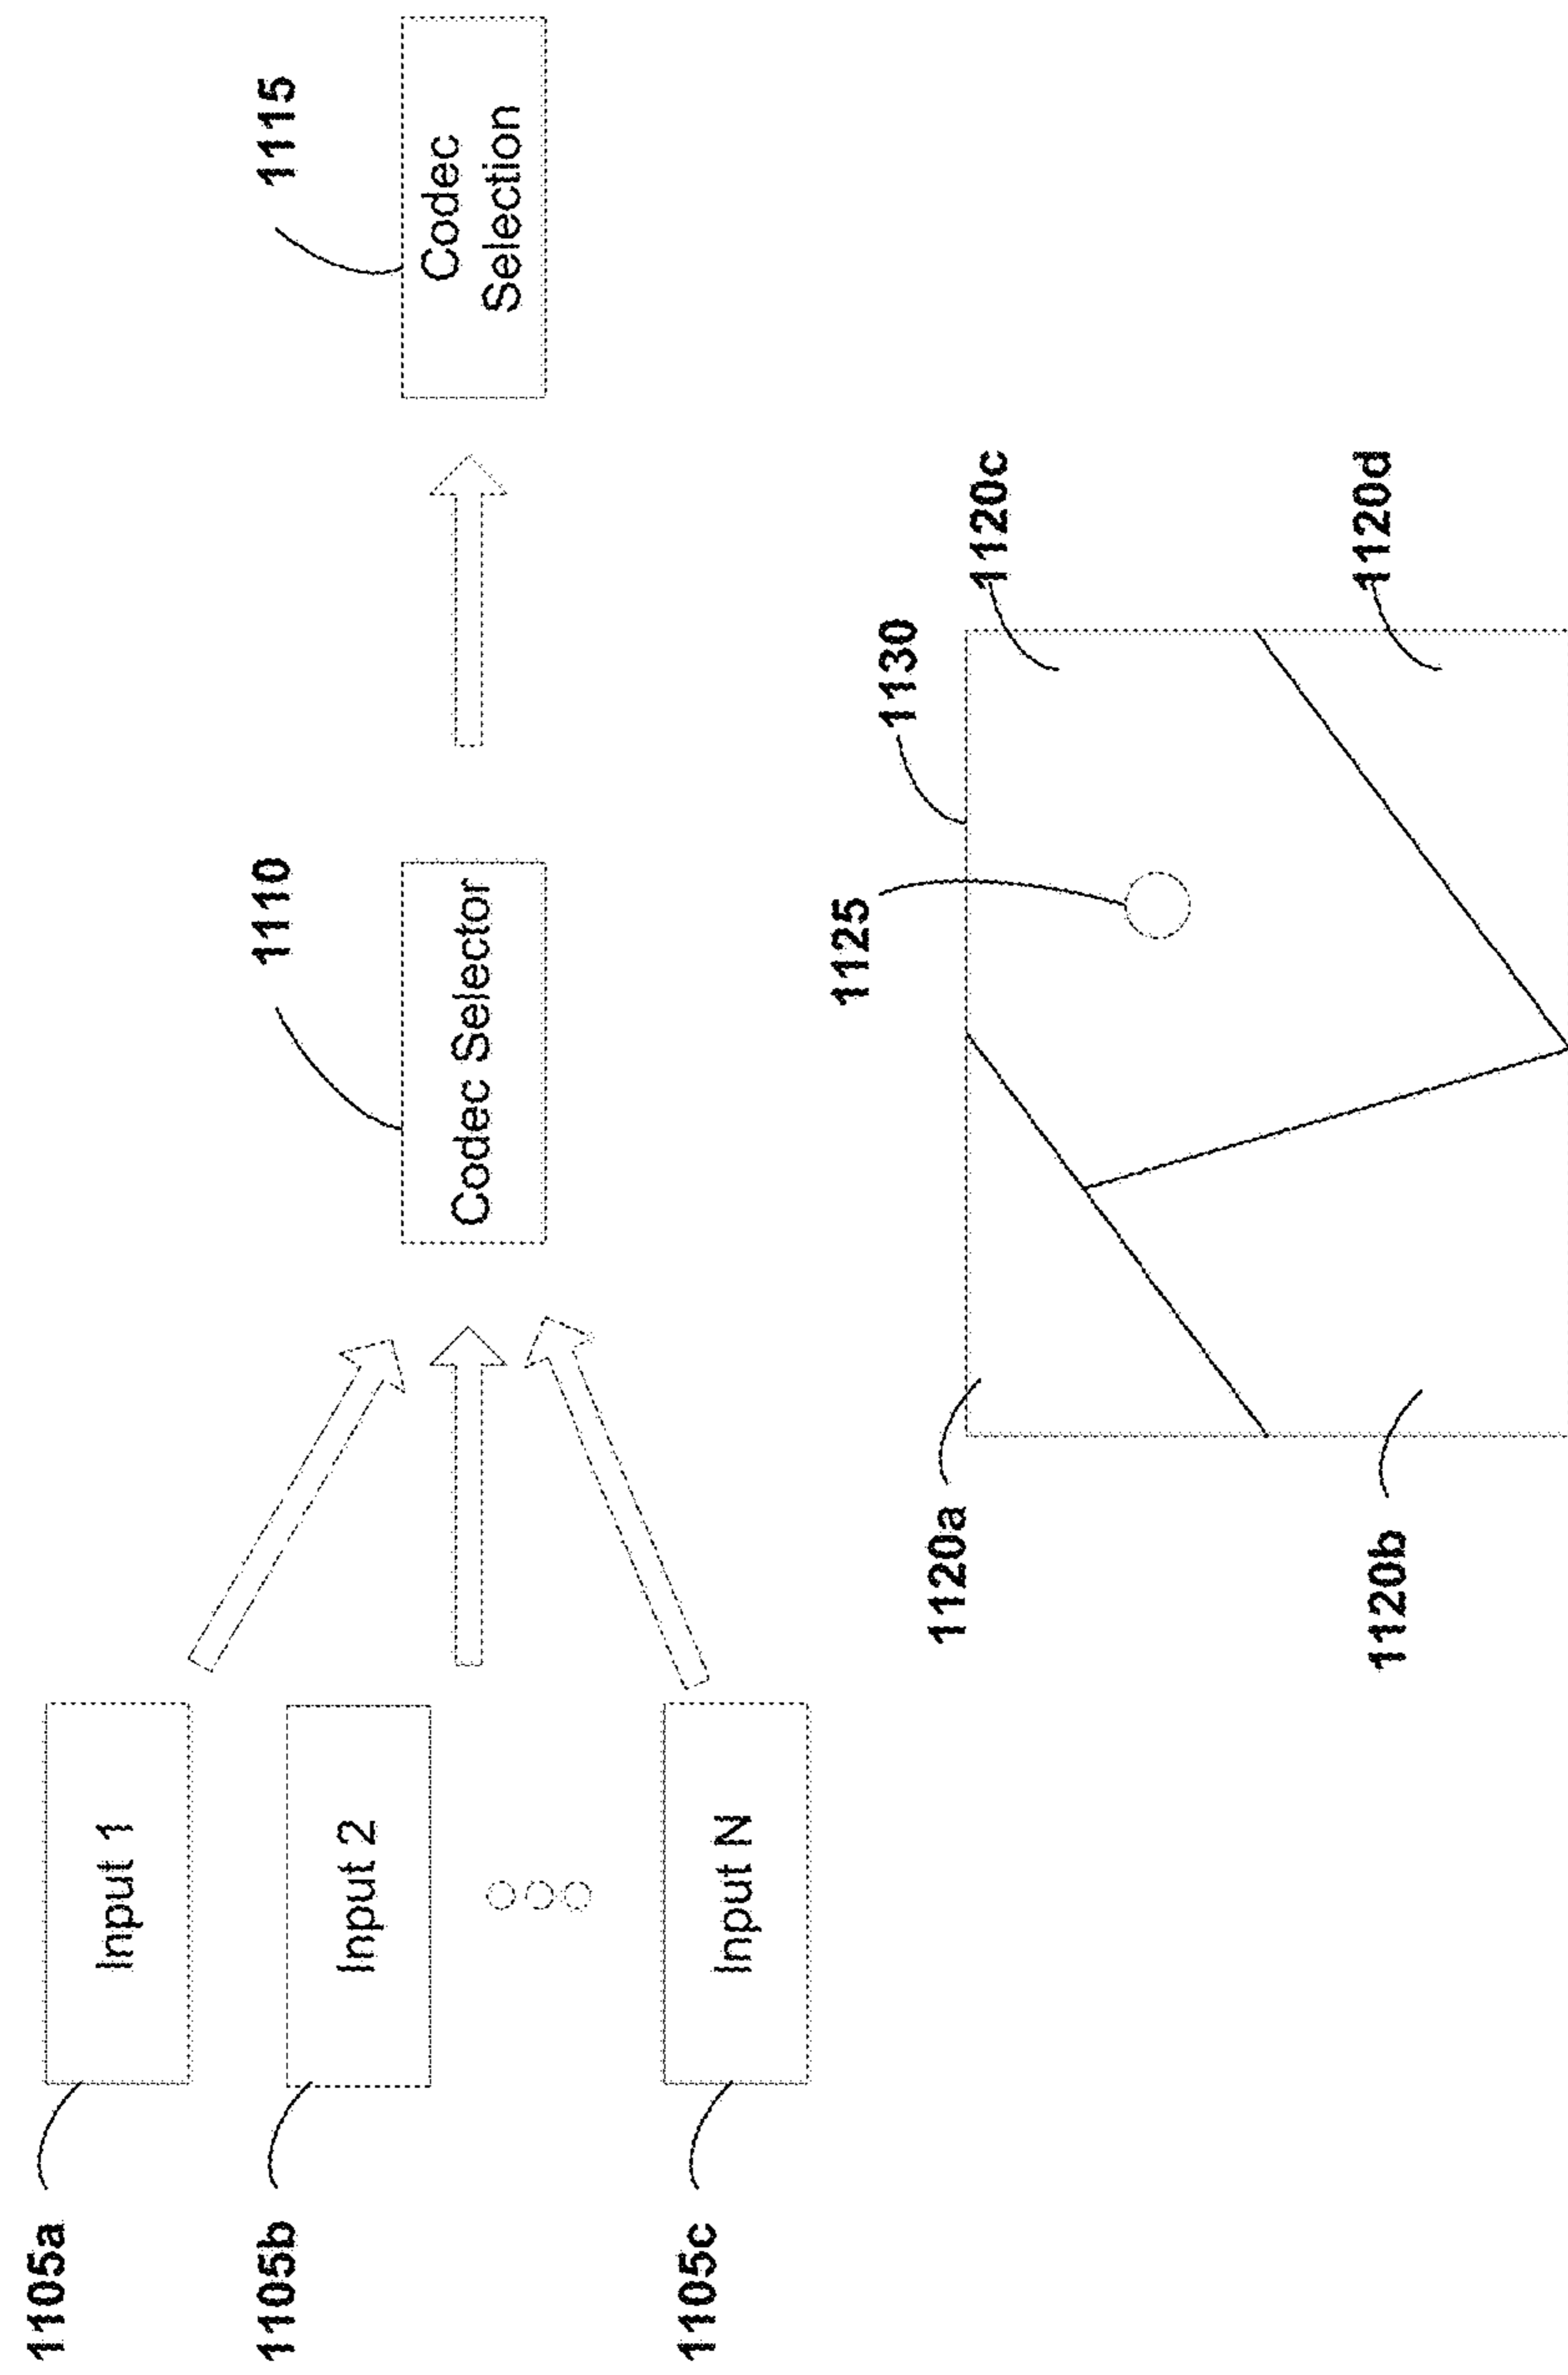 1105a
Input 1
1105b
Input 2
1105c
Input N
1110
Codec Selector
1115
Codec
Selection
1130
1125
1120a
1120c
1120b
1120d